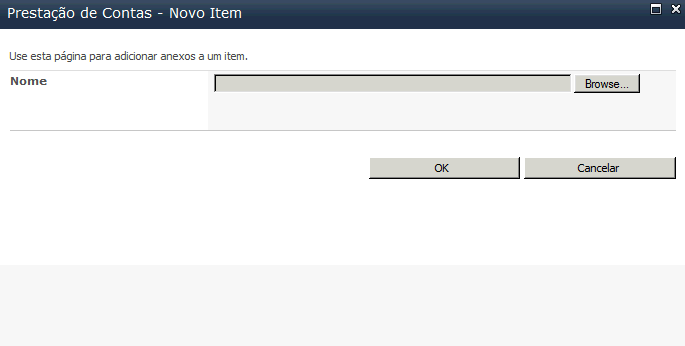 Prestação de Contas - Novo Item
Use esta página para adicionar anexos a um item.
Nome
Browse...
OK
Cancelar